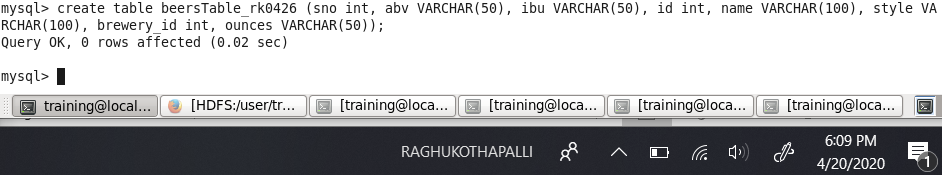 mysql> create table beersTable_rk0426 (sno int, abv VARCHAR(50), ibu VARCHAR(50), id int, name VARCHAR(100), style VA
RCHAR(100), brewery_id int, ounces VARCHAR(50));
Query OK, 0 rows affected (0.02 sec)
mysql>
training@local... [HDFS:/user/tr... [training@loca... [training@loca... [training@loca... [training@loca...
RAGHUKOTHAPALLI 6:09 PM
4/20/2020 1